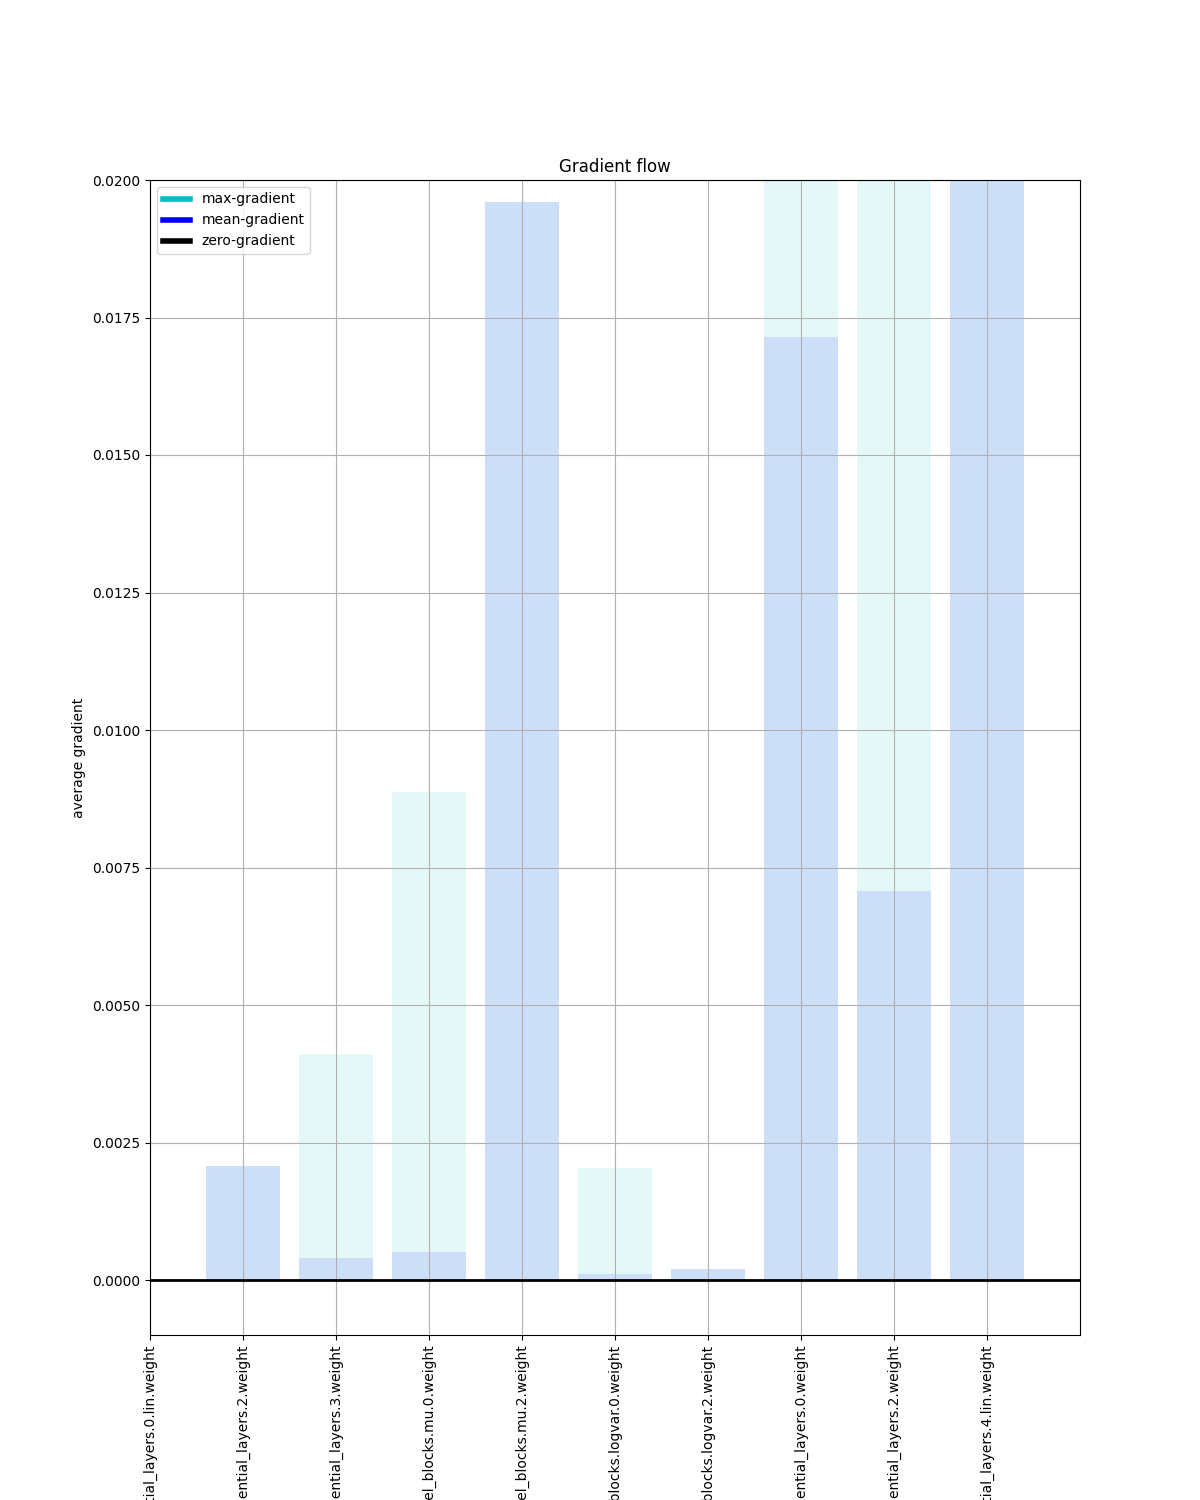 Gradient flow
max-gradient
mean-gradient
zero-gradient
0.0200
0.0175
0.0150
0.0125
0.0100
0.0075
0.0050
0.0025
0.0000
average gradient
tial_layers.0.lin.weight
ential_layers.2.weight
ential_layers.3.weight
el_blocks.mu.0.weight
el_blocks.mu.2.weight
blocks.logvar.0.weight
blocks.logvar.2.weight
ential_layers.0.weight
ential_layers.2.weight
tial_layers.4.lin.weight